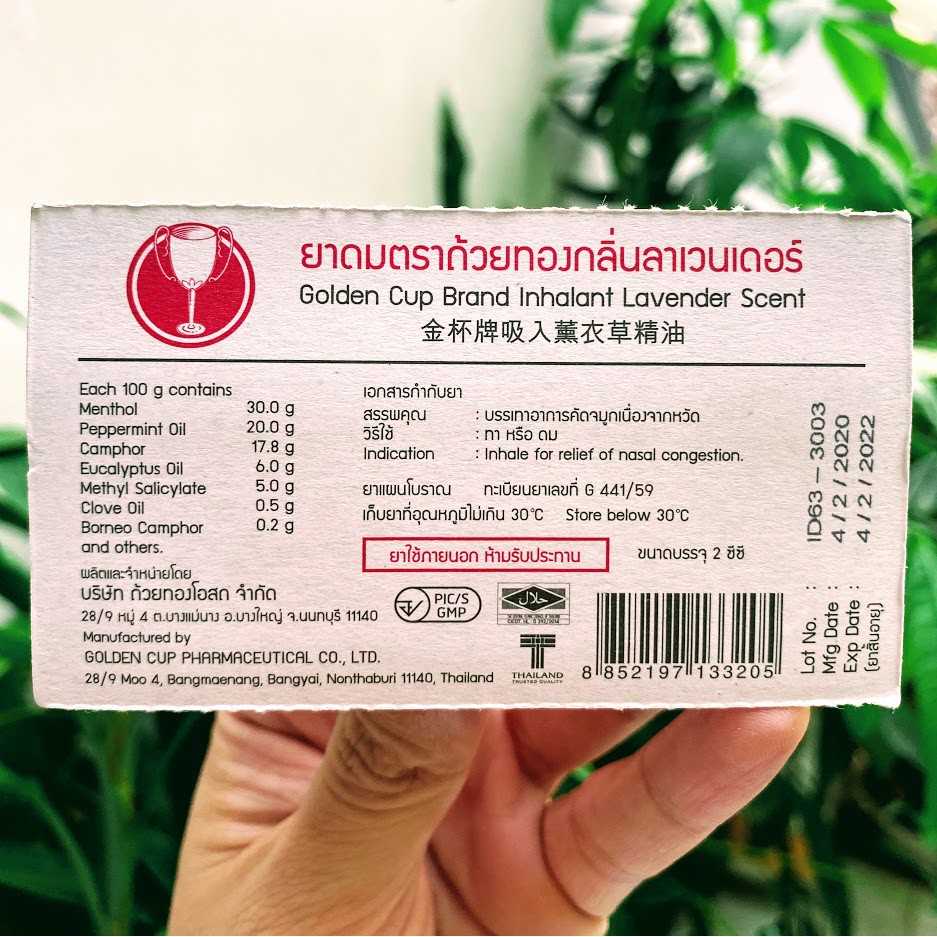 ยาดมตราถ้วยทองกลิ่นลาเวนเดอร์
Golden Cup Brand Inhalant Lavender Scent
金杯牌吸入薰衣草精油
Each 100 g contains
Menthol 30.0 g
Peppermint Oil 20.0 g
Camphor 17.8 g
Eucalyptus Oil 6.0 g
Methyl Salicylate 5.0 g
Clove Oil 0.5 g
Borneo Camphor 0.2 g
and others.
เอกสารกำกับยา
สรรพคุณ : บรรเทาอาการคัดจมูกเนื่องจากหวัด
วิธีใช้ : ทา หรือ ดม
Indication : Inhale for relief of nasal congestion.
ยาแผนโบราณ ทะเบียนยาเลขที่ G 441/59
เก็บยาที่อุณหภูมิไม่เกิน 30°C Store below 30°C
ยาใช้ภายนอก ห้ามรับประทาน ขนาดบรรจุ 2 ซีซี
ผลิตและจำหน่ายโดย
บริษัท ถ้วยทองโอสถ จำกัด
28/9 หมู่ 4 ต.บางแม่นาง อ.บางใหญ่ จ.นนทบุรี 11140
Manufactured by
GOLDEN CUP PHARMACEUTICAL CO., LTD.
28/9 Moo 4, Bangmaenang, Bangyai, Nonthaburi 11140, Thailand
PIC/S
GMP
حلال
THAILAND
TRUSTED QUALITY
8 852197 133205
Lot No. : ID63 - 3003
Mfg. Date : 4/2/2020
Exp Date : 4/2/2022
(ยาสิ้นอายุ)